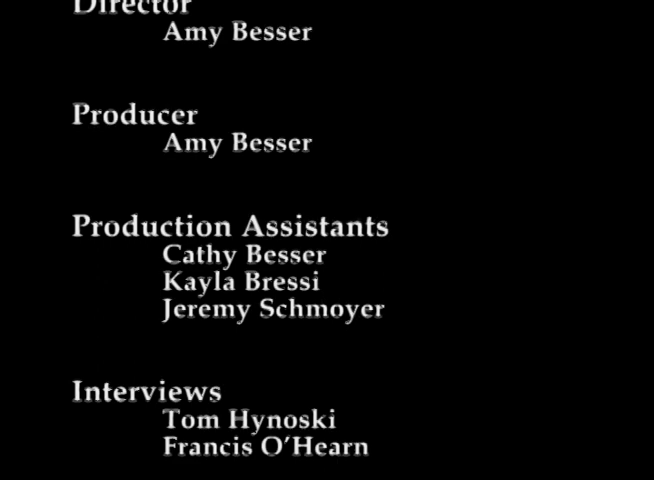 Director
Amy Besser
Producer
Amy Besser
Production Assistants
Cathy Besser
Kayla Bressi
Jeremy Schmoyer
Interviews
Tom Hynoski
Francis O'Hearn